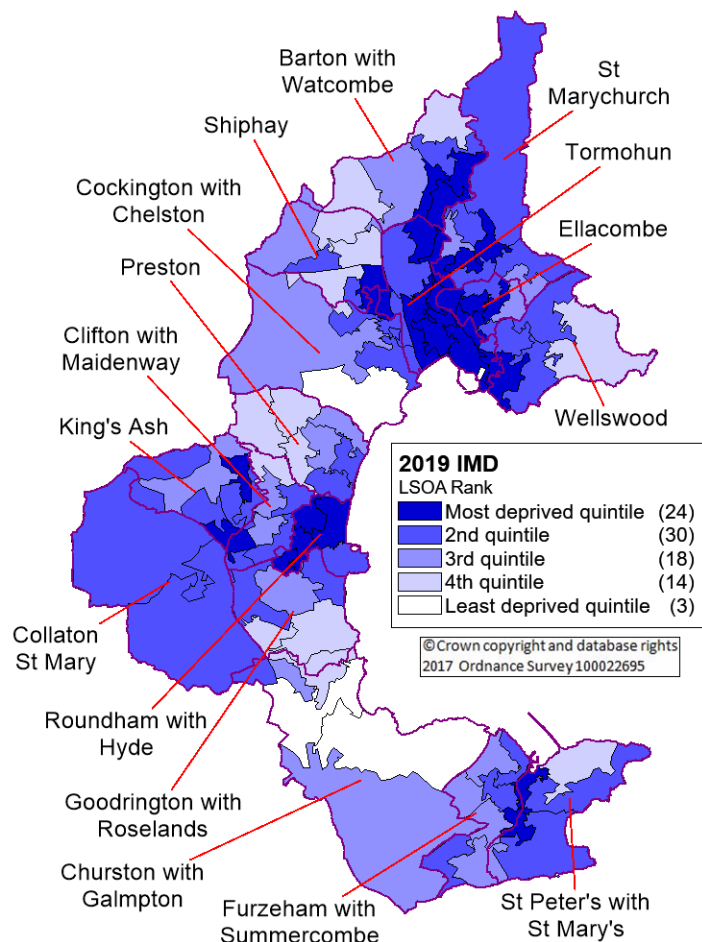 Barton with
Watcombe
St
Marychurch
Shiphay
Tormohun
Cockington with
Chelston
Ellacombe
Preston
Clifton with
Maidenway
King's Ash
Wellswood
2019 IMD
LSOA Rank
Most deprived quintile (24)
2nd quintile (30)
3rd quintile (18)
4th quintile (14)
Least deprived quintile (3)
©Crown copyright and database rights
2017 Ordnance Survey 100022695
Collaton
St Mary
Roundham with
Hyde
Goodrington with
Roselands
Churston with
Galmpton
Furzeham with
Summercombe
St Peter's with
St Mary's